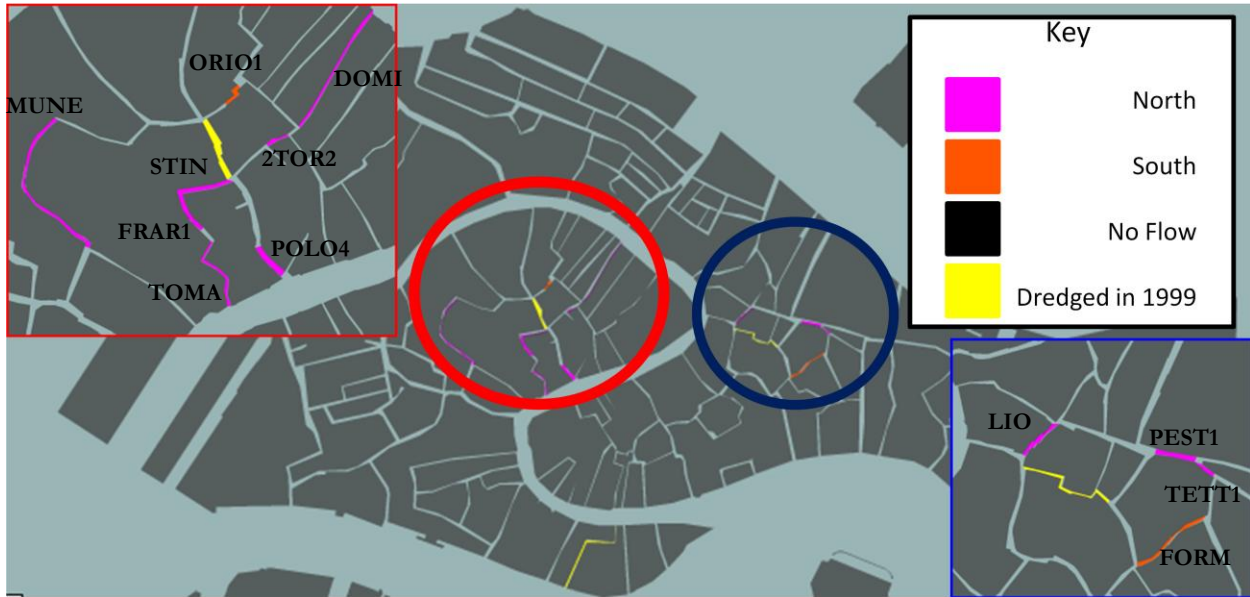 ORIO1
DOMI
MUNE
STIN
2TOR2
FRAR1
POLO4
TOMA
Key
North
South
No Flow
Dredged in 1999
LIO
PEST1
TETT1
FORM